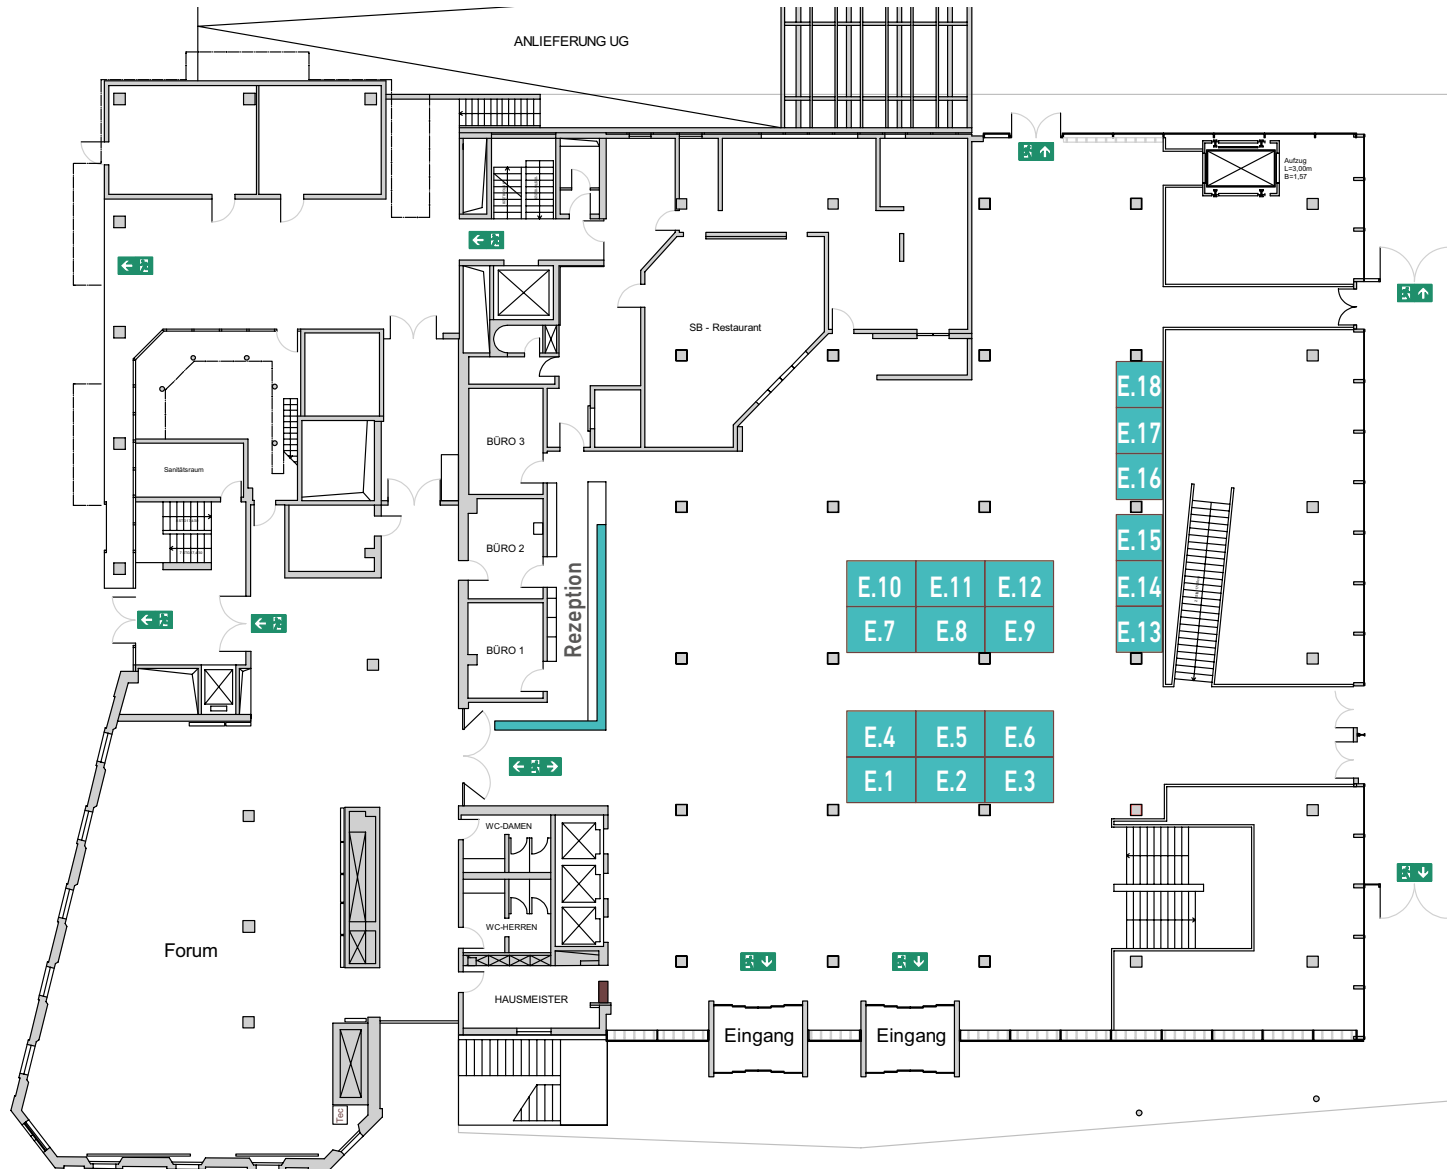 ANLIEFERUNG UG
Aufzug
L=3,00m
B=1,57
SB - Restaurant
E.18
E.17
E.16
BÜRO 3
Sanitätsraum
E.15
E.14
E.13
BÜRO 2
Rezeption
E.10 E.11 E.12
E.7 E.8 E.9
BÜRO 1
E.4 E.5 E.6
E.1 E.2 E.3
WC-DAMEN
WC-HERREN
Forum
HAUSMEISTER
Eingang Eingang
Tec